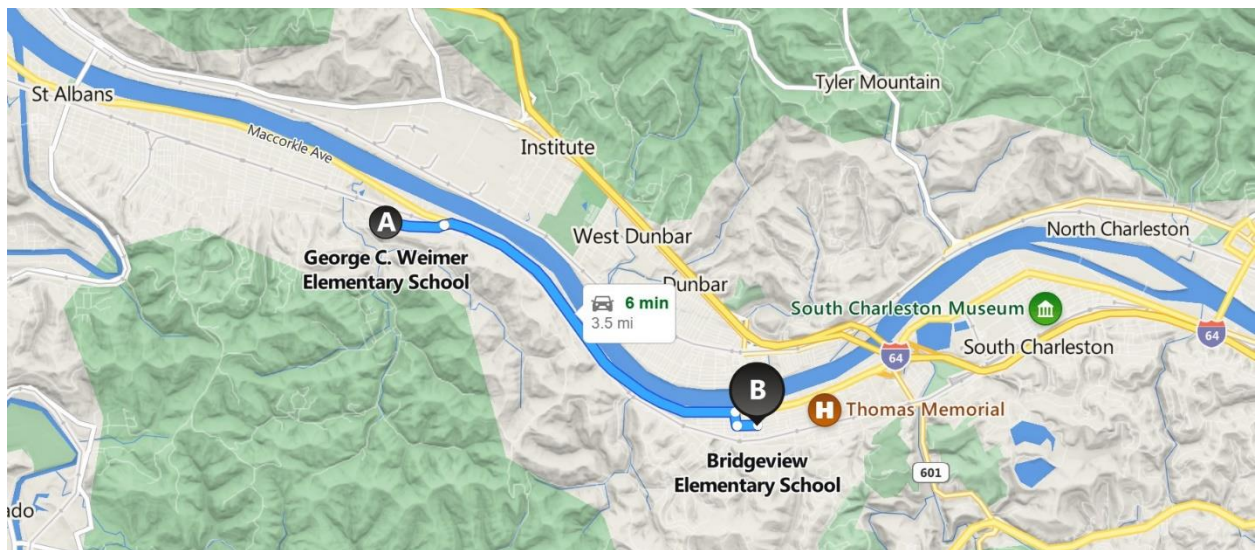 St Albans
Maccorkle Ave
Institute
Tyler Mountain
A
George C. Weimer
Elementary School
West Dunbar
North Charleston
Dunbar
6 min
3.5 mi
South Charleston Museum
64
64
South Charleston
B
H Thomas Memorial
Bridgeview
Elementary School
601
ado